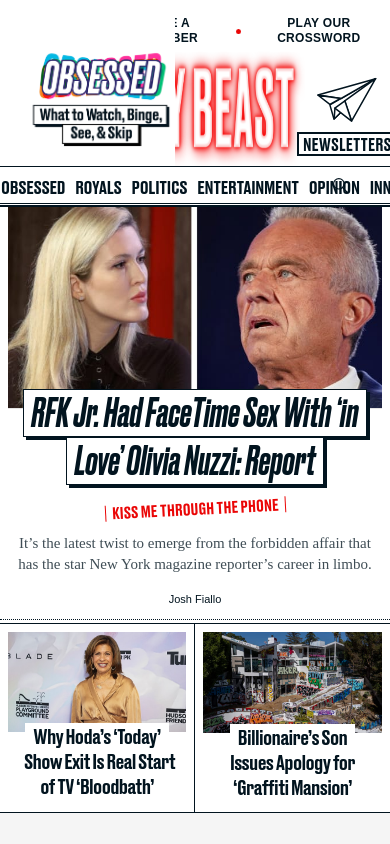 E A
BER
PLAY OUR
CROSSWORD
OBSESSED
What to Watch, Binge,
See, & Skip
Y BEAST
NEWSLETTERS
OBSESSED ROYALS POLITICS ENTERTAINMENT OPINION INN
RFK Jr. Had FaceTime Sex With ‘in
Love’ Olivia Nuzzi: Report
KISS ME THROUGH THE PHONE
It’s the latest twist to emerge from the forbidden affair that
has the star New York magazine reporter’s career in limbo.
Josh Fiallo
BLADE
PLAYGROUND
COMMITTEE
HUDSON
FRIEND
Why Hoda’s ‘Today’
Show Exit Is Real Start
of TV ‘Bloodbath’
Billionaire’s Son
Issues Apology for
‘Graffiti Mansion’